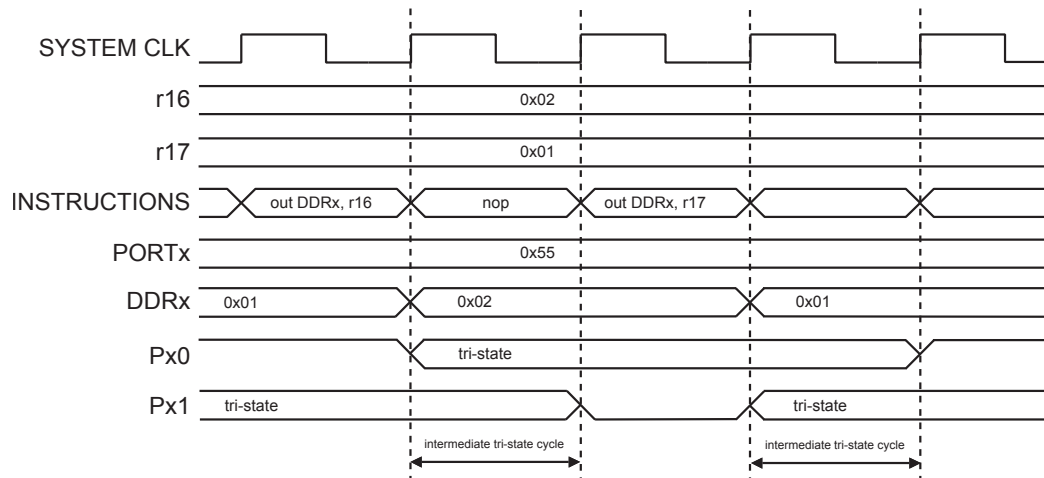 SYSTEM CLK
r16 0x02
r17 0x01
INSTRUCTIONS out DDRx, r16 nop out DDRx, r17
PORTx 0x55
DDRx 0x01 0x02 0x01
Px0 tri-state
Px1 tri-state tri-state
intermediate tri-state cycle intermediate tri-state cycle